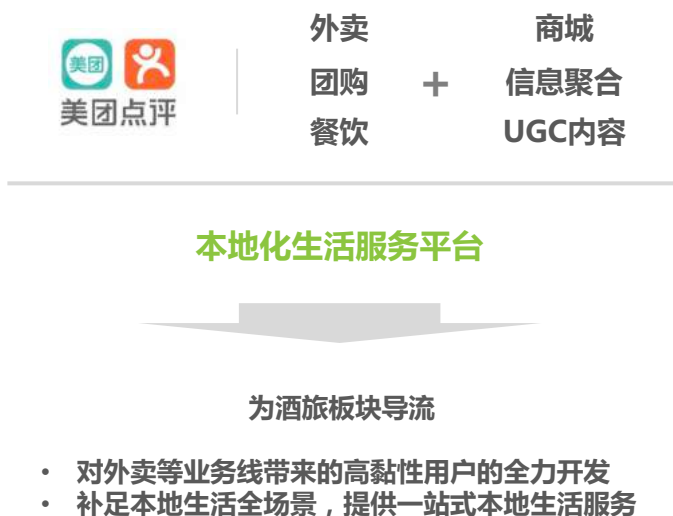 外卖 商城
美团
团购 + 信息聚合
美团点评
餐饮 UGC内容
本地化生活服务平台
为酒旅板块导流
• 对外卖等业务线带来的高黏性用户的全力开发
• 补足本地生活全场景，提供一站式本地生活服务